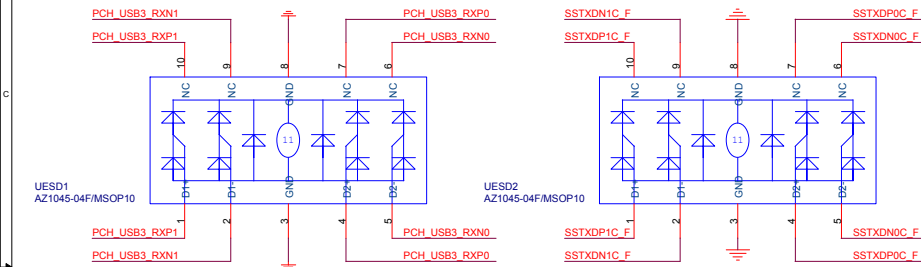 PCH_USB3_RXN1 PCH_USB3_RXP0 SSTXDN1C_F SSTXDP0C_F
PCH_USB3_RXP1 PCH_USB3_RXN0 SSTXDP1C_F SSTXDN0C_F
10 9 8 7 6 10 9 8 7 6
NC NC GND NC NC NC NC GND NC NC
C
11 11
UESD1 UESD2
AZ1045-04F/MSOP10 AZ1045-04F/MSOP10
D1+ D1- GND D2+ D2- D1+ D1- GND D2+ D2-
1 2 3 4 5 1 2 3 4 5
PCH_USB3_RXP1 PCH_USB3_RXN0 SSTXDP1C_F SSTXDN0C_F
PCH_USB3_RXN1 PCH_USB3_RXP0 SSTXDN1C_F SSTXDP0C_F